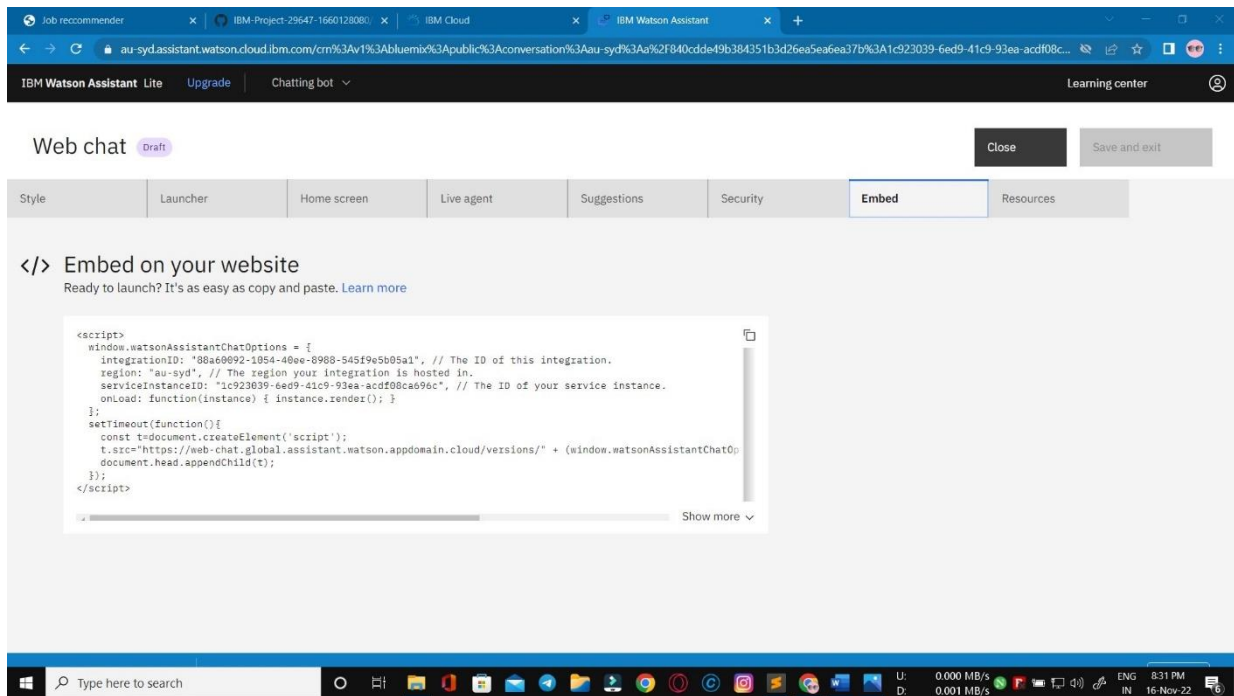 Job reccommender
IBM-Project-29647-1660128080/
IBM Cloud
IBM Watson Assistant
au-syd.assistant.watson.cloud.ibm.com/crn%3Av1%3Abluemix%3Apublic%3Aconversation%3Aau-syd%3Aa%2F840cdde49b384351b3d26ea5ea6ea37b%3A1c923039-6ed9-41c9-93ea-acdf08c...
IBM Watson Assistant Lite Upgrade Chatting bot Learning center
Web chat Draft Close Save and exit
Style Launcher Home screen Live agent Suggestions Security Embed Resources
</> Embed on your website
Ready to launch? It's as easy as copy and paste. Learn more
<script>
window.watsonAssistantChatOptions = {
integrationID: "88a60092-1054-40ee-8988-545f9e5b05a1", // The ID of this integration.
region: "au-syd", // The region your integration is hosted in.
serviceInstanceID: "1c923039-6ed9-41c9-93ea-acdf08ca696c", // The ID of your service instance.
onLoad: function(instance) { instance.render(); }
};
setTimeout(function(){
const t=document.createElement('script');
t.src="https://web-chat.global.assistant.watson.appdomain.cloud/versions/" + (window.watsonAssistantChatOp
document.head.appendChild(t);
});
</script>
Show more
Type here to search
U: 0.000 MB/s
D: 0.001 MB/s
ENG 8:31 PM
IN 16-Nov-22
6